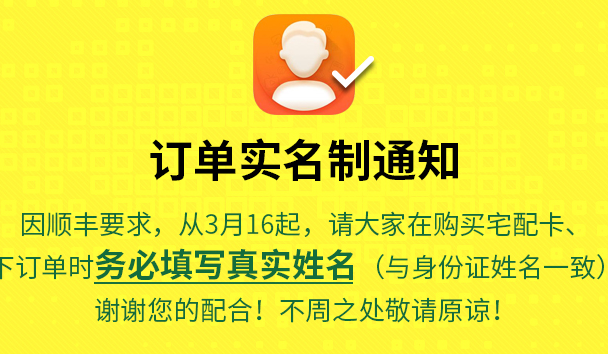 订单实名制通知
因顺丰要求，从3月16起，请大家在购买宅配卡、
下订单时务必填写真实姓名（与身份证姓名一致）
谢谢您的配合！不周之处敬请原谅！